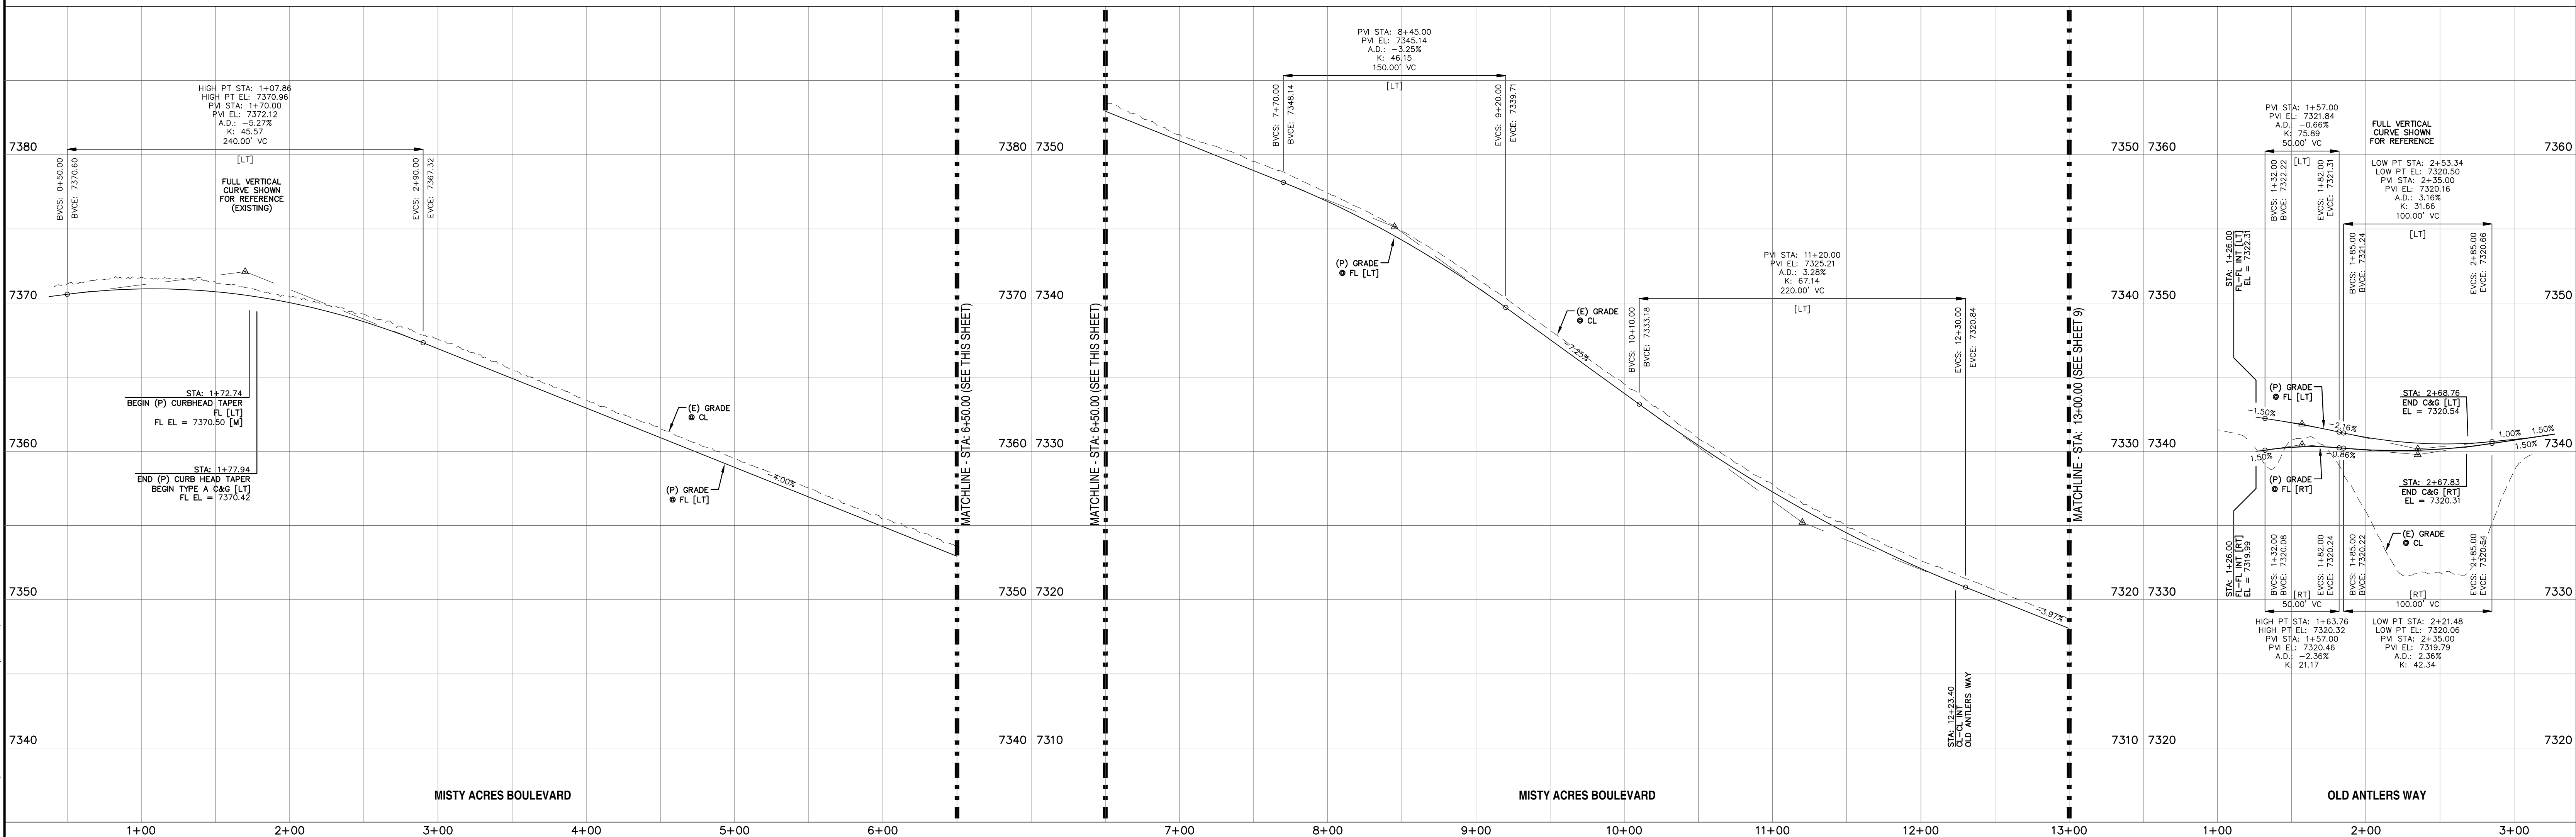 HIGH PT STA: 1+07.86
HIGH PT EL: 7370.96
PVI STA: 1+70.00
PVI EL: 7372.12
A.D.: -5.27%
K: 45.57
240.00' VC
[LT]
BVCS: 0+50.00
BVCE: 7370.60
EVCS: 2+90.00
EVCE: 7367.32
FULL VERTICAL
CURVE SHOWN
FOR REFERENCE
(EXISTING)
STA: 1+72.74
BEGIN (P) CURBHEAD TAPER
FL [LT]
FL EL = 7370.50 [M]
STA: 1+77.94
END (P) CURB HEAD TAPER
BEGIN TYPE A C&G [LT]
FL EL = 7370.42
(E) GRADE
@ CL
(P) GRADE
@ FL [LT]
-4.00%
7380
7370
7360
7350
7340
MATCHLINE - STA: 6+50.00 (SEE THIS SHEET)
7380 7350
7370 7340
7360 7330
7350 7320
7340 7310
MATCHLINE - STA: 6+50.00 (SEE THIS SHEET)
PVI STA: 8+45.00
PVI EL: 7345.14
A.D.: -3.25%
K: 46.15
150.00' VC
[LT]
BVCS: 7+70.00
BVCE: 7348.14
EVCS: 9+20.00
EVCE: 7339.71
(P) GRADE
@ FL [LT]
(E) GRADE
@ CL
-7.25%
PVI STA: 11+20.00
PVI EL: 7325.21
A.D.: 3.28%
K: 67.14
220.00' VC
[LT]
BVCS: 10+10.00
BVCE: 7333.18
EVCS: 12+30.00
EVCE: 7320.84
-3.97%
STA: 12+23.40
CL-CL INT
OLD ANTLERS WAY
MATCHLINE - STA: 13+00.00 (SEE SHEET 9)
7350 7360
7340 7350
7330 7340
7320 7330
7310 7320
PVI STA: 1+57.00
PVI EL: 7321.84
A.D.: -0.66%
K: 75.89
50.00' VC
[LT]
BVCS: 1+32.00
BVCE: 7322.22
EVCS: 1+82.00
EVCE: 7321.31
FULL VERTICAL
CURVE SHOWN
FOR REFERENCE
LOW PT STA: 2+53.34
LOW PT EL: 7320.50
PVI STA: 2+35.00
PVI EL: 7320.16
A.D.: 3.16%
K: 31.66
100.00' VC
[LT]
BVCS: 1+85.00
BVCE: 7321.24
EVCS: 2+85.00
EVCE: 7320.66
STA: 1+26.00
FL-FL INT [LT]
EL = 7322.31
(P) GRADE
@ FL [LT]
-1.50%
-2.16%
STA: 2+68.76
END C&G [LT]
EL = 7320.54
1.00%
1.50%
1.50%
1.50%
-0.86%
(P) GRADE
@ FL [RT]
STA: 2+67.83
END C&G [RT]
EL = 7320.31
(E) GRADE
@ CL
STA: 1+26.00
FL-FL INT [RT]
EL = 7319.99
BVCS: 1+32.00
BVCE: 7320.08
EVCS: 1+82.00
EVCE: 7320.24
[RT]
50.00' VC
BVCS: 1+85.00
BVCE: 7320.22
EVCS: 2+85.00
EVCE: 7320.54
[RT]
100.00' VC
HIGH PT STA: 1+63.76
HIGH PT EL: 7320.32
PVI STA: 1+57.00
PVI EL: 7320.46
A.D.: -2.36%
K: 21.17
LOW PT STA: 2+21.48
LOW PT EL: 7320.06
PVI STA: 2+35.00
PVI EL: 7319.79
A.D.: 2.36%
K: 42.34
7360
7350
7340
7330
7320
MISTY ACRES BOULEVARD
MISTY ACRES BOULEVARD
OLD ANTLERS WAY
1+00 2+00 3+00 4+00 5+00 6+00 7+00 8+00 9+00 10+00 11+00 12+00 13+00 1+00 2+00 3+00